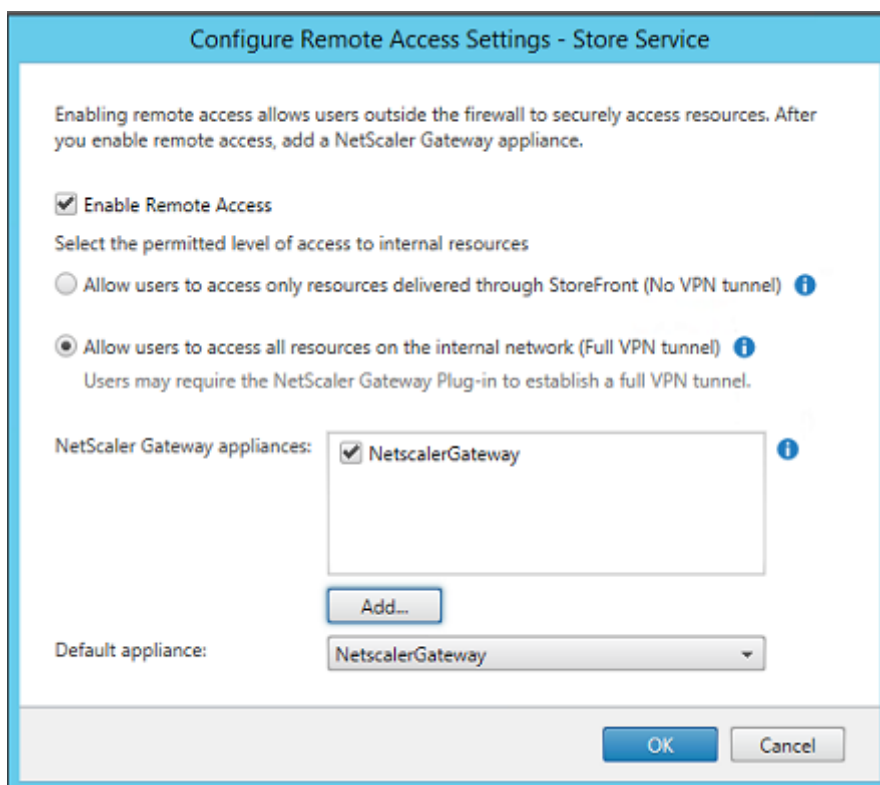 Configure Remote Access Settings - Store Service
Enabling remote access allows users outside the firewall to securely access resources. After
you enable remote access, add a NetScaler Gateway appliance.
Enable Remote Access
Select the permitted level of access to internal resources
Allow users to access only resources delivered through StoreFront (No VPN tunnel)
Allow users to access all resources on the internal network (Full VPN tunnel)
Users may require the NetScaler Gateway Plug-in to establish a full VPN tunnel.
NetScaler Gateway appliances:
NetscalerGateway
Add...
Default appliance:
NetscalerGateway
OK
Cancel